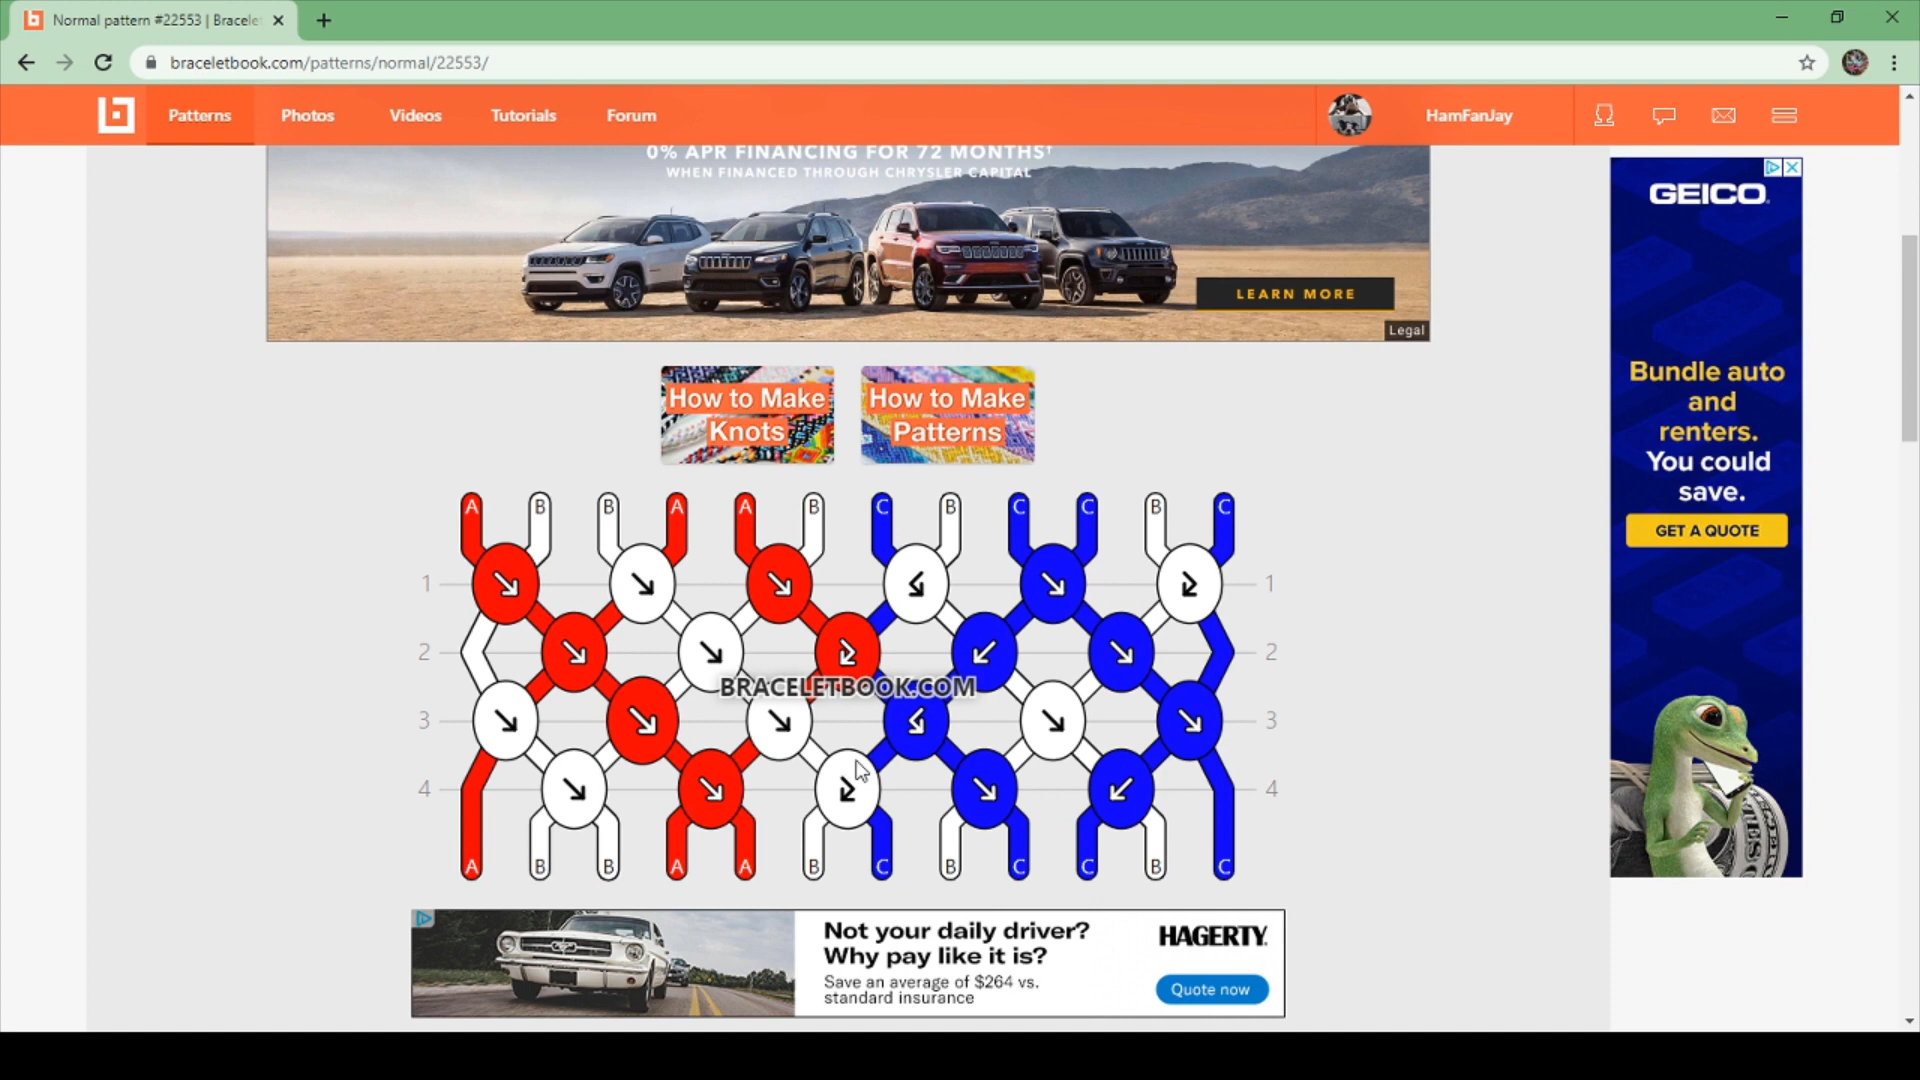 Normal pattern #22553 | Bracele
braceletbook.com/patterns/normal/22553/
Patterns
Photos
Videos
Tutorials
Forum
HamFanJay
0% APR FINANCING FOR 72 MONTHS†
WHEN FINANCED THROUGH CHRYSLER CAPITAL
LEARN MORE
Legal
GEICO
Bundle auto
and
renters.
You could
save.
GET A QUOTE
How to Make
Knots
How to Make
Patterns
A B B A A B C B C C B C
1 1
2 2
BRACELETBOOK.COM
3 3
4 4
A B B A A B C B C C B C
Not your daily driver?
Why pay like it is?
Save an average of $264 vs.
standard insurance
HAGERTY.
Quote now